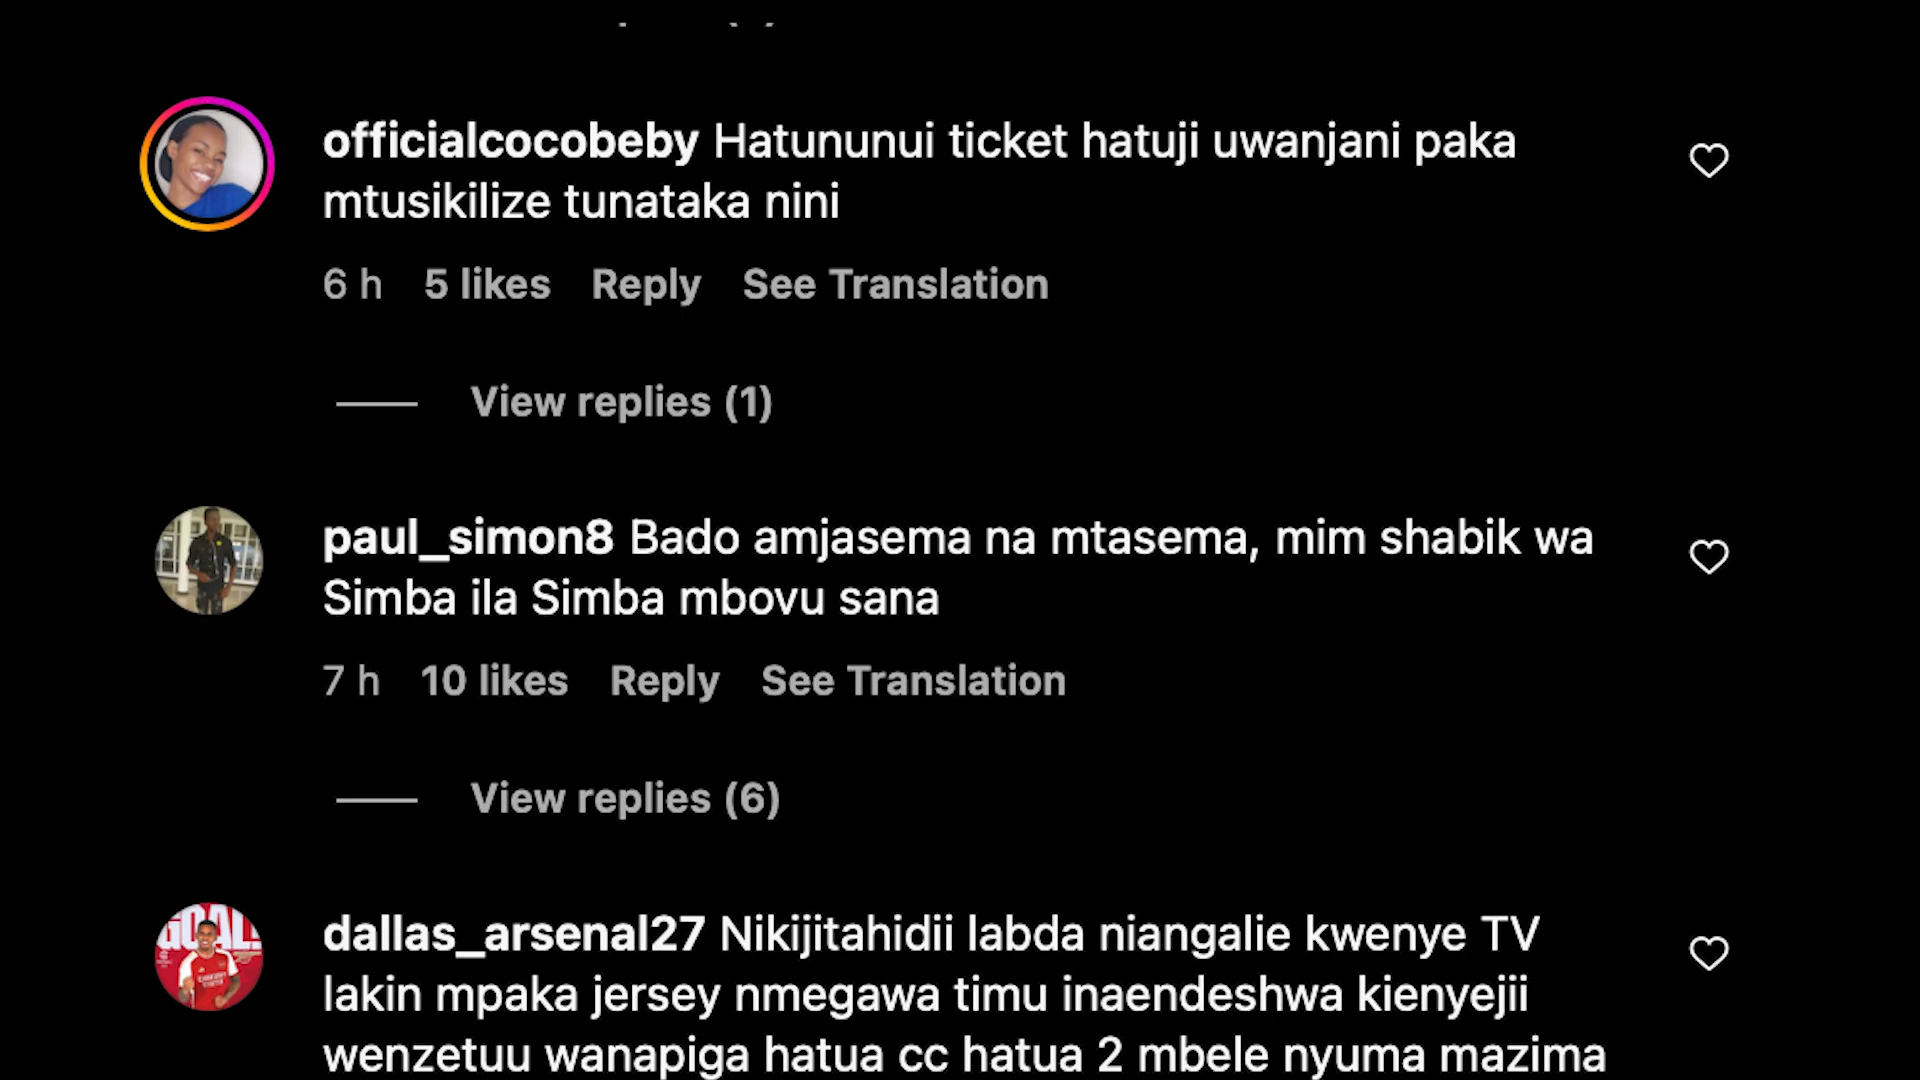 officialcocobeby Hatununui ticket hatuji uwanjani paka
mtusikilize tunataka nini
6 h 5 likes Reply See Translation
View replies (1)
paul_simon8 Bado amjasema na mtasema, mim shabik wa
Simba ila Simba mbovu sana
7 h 10 likes Reply See Translation
View replies (6)
GOAL!
dallas_arsenal27 Nikijitahidii labda niangalie kwenye TV
lakin mpaka jersey nmegawa timu inaendeshwa kienyejii
wenzetuu wanapiga hatua cc hatua 2 mbele nyuma mazima